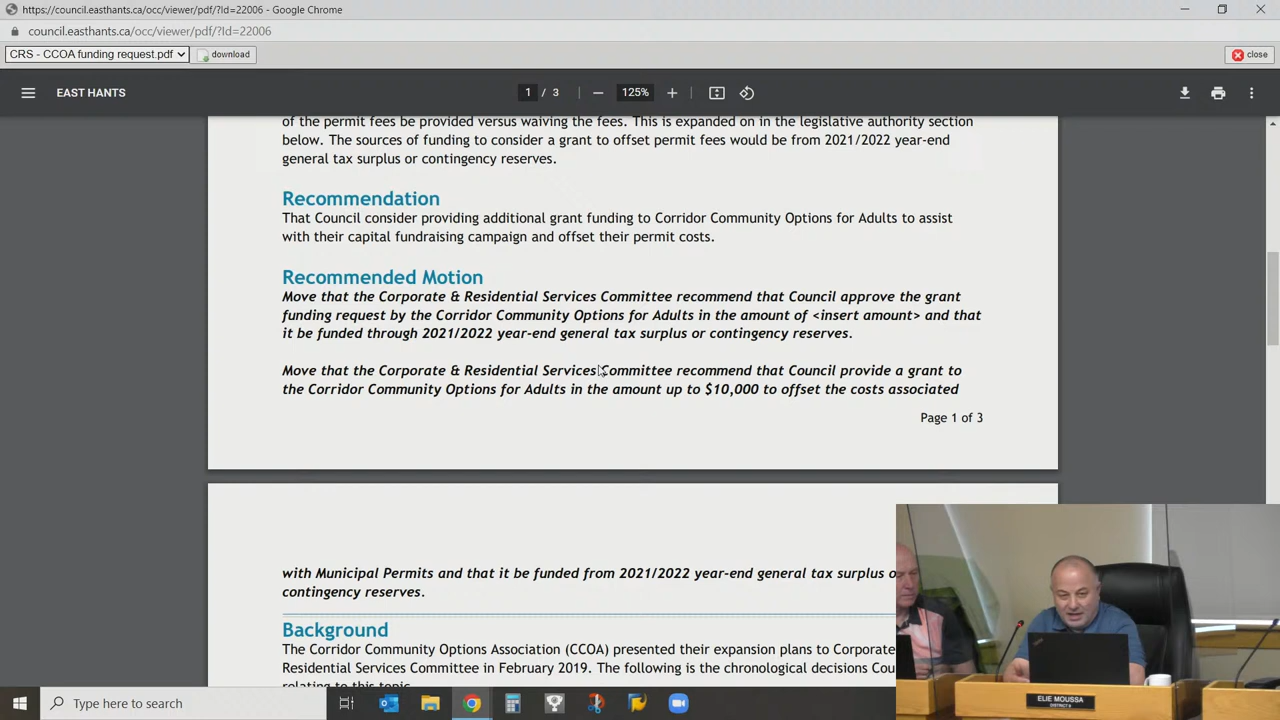 https://council.easthants.ca/occ/viewer/pdf/?Id=22006 - Google Chrome
council.easthants.ca/occ/viewer/pdf/?Id=22006
CRS - CCOA funding request.pdf
download
close
EAST HANTS
1 / 3
125%
of the permit fees be provided versus waiving the fees. This is expanded on in the legislative authority section
below. The sources of funding to consider a grant to offset permit fees would be from 2021/2022 year-end
general tax surplus or contingency reserves.
Recommendation
That Council consider providing additional grant funding to Corridor Community Options for Adults to assist
with their capital fundraising campaign and offset their permit costs.
Recommended Motion
Move that the Corporate & Residential Services Committee recommend that Council approve the grant
funding request by the Corridor Community Options for Adults in the amount of <insert amount> and that
it be funded through 2021/2022 year-end general tax surplus or contingency reserves.
Move that the Corporate & Residential Services Committee recommend that Council provide a grant to
the Corridor Community Options for Adults in the amount up to $10,000 to offset the costs associated
Page 1 of 3
with Municipal Permits and that it be funded from 2021/2022 year-end general tax surplus o
contingency reserves.
Background
The Corridor Community Options Association (CCOA) presented their expansion plans to Corporate
Residential Services Committee in February 2019. The following is the chronological decisions Cou
relating to this topic.
ELIE MOUSSA
DISTRICT
Type here to search